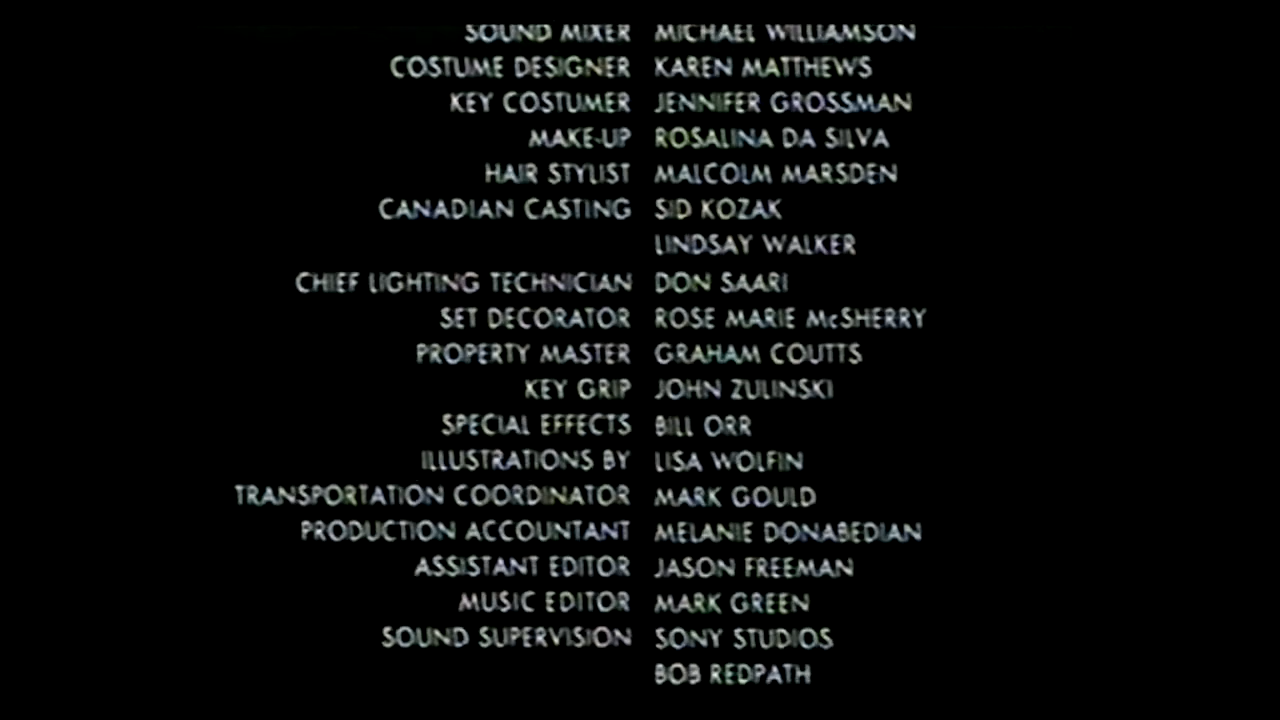 SOUND MIXER MICHAEL WILLIAMSON
COSTUME DESIGNER KAREN MATTHEWS
KEY COSTUMER JENNIFER GROSSMAN
MAKE-UP ROSALINA DA SILVA
HAIR STYLIST MALCOLM MARSDEN
CANADIAN CASTING SID KOZAK
LINDSAY WALKER
CHIEF LIGHTING TECHNICIAN DON SAARI
SET DECORATOR ROSE MARIE McSHERRY
PROPERTY MASTER GRAHAM COUTTS
KEY GRIP JOHN ZULINSKI
SPECIAL EFFECTS BILL ORR
ILLUSTRATIONS BY LISA WOLFIN
TRANSPORTATION COORDINATOR MARK GOULD
PRODUCTION ACCOUNTANT MELANIE DONABEDIAN
ASSISTANT EDITOR JASON FREEMAN
MUSIC EDITOR MARK GREEN
SOUND SUPERVISION SONY STUDIOS
BOB REDPATH